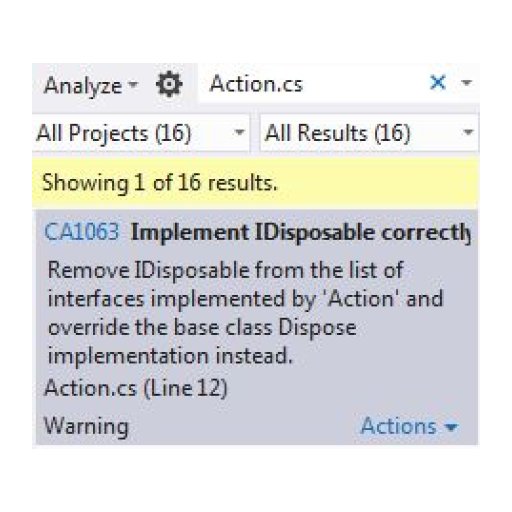 Analyze Action.cs
All Projects (16) All Results (16)
Showing 1 of 16 results.
CA1063 Implement IDisposable correctly
Remove IDisposable from the list of
interfaces implemented by 'Action' and
override the base class Dispose
implementation instead.
Action.cs (Line 12)
Warning Actions